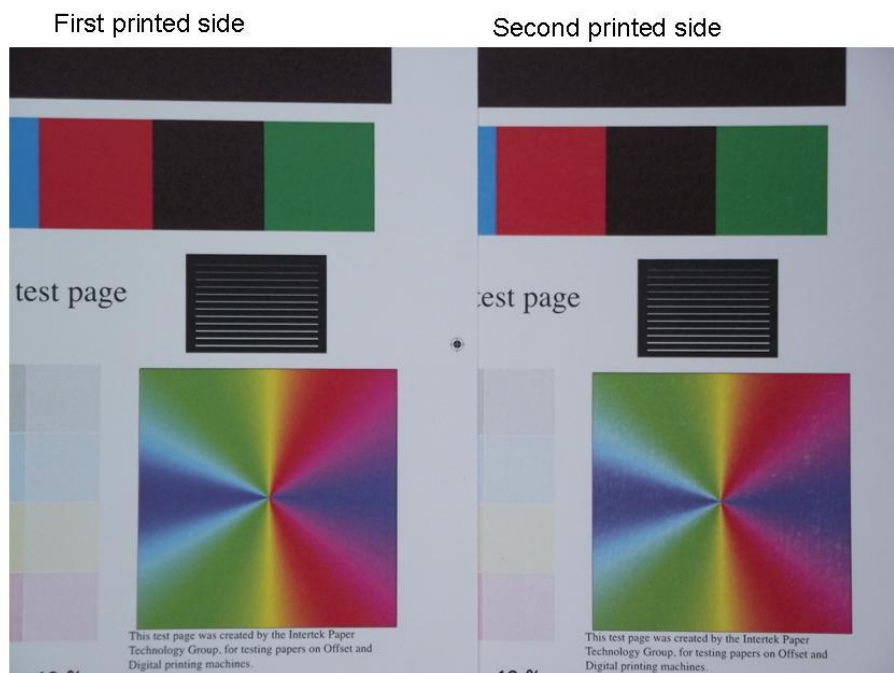 First printed side
Second printed side
test page
test page
This test page was created by the Intertek Paper
Technology Group, for testing papers on Offset and
Digital printing machines.
This test page was created by the Intertek Paper
Technology Group, for testing papers on Offset and
Digital printing machines.